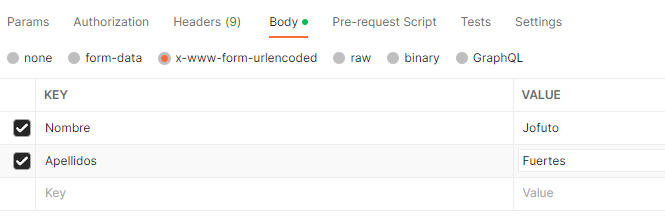 Params Authorization Headers (9) Body Pre-request Script Tests Settings
none form-data x-www-form-urlencoded raw binary GraphQL
KEY VALUE
Nombre Jofuto
Apellidos Fuertes
Key Value